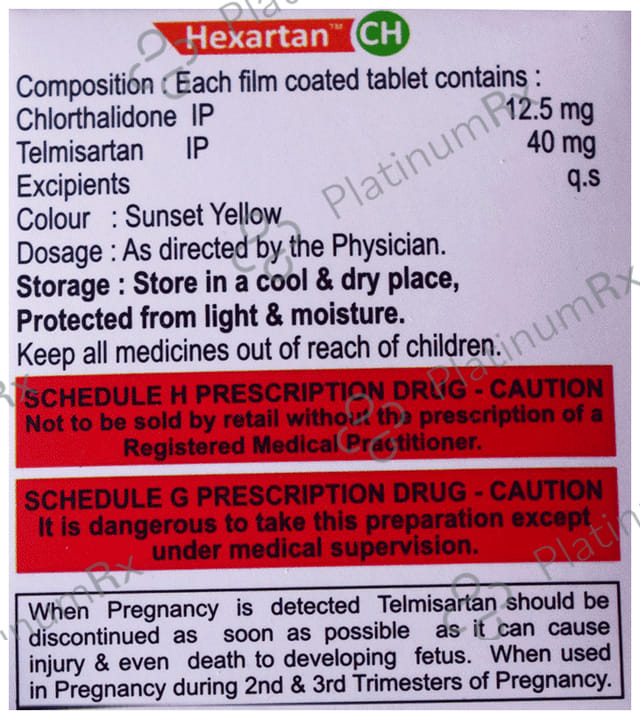 Hexartan™ CH
Composition : Each film coated tablet contains :
Chlorthalidone IP 12.5 mg
Telmisartan IP 40 mg
Excipients q.s
Colour : Sunset Yellow
Dosage : As directed by the Physician.
Storage : Store in a cool & dry place,
Protected from light & moisture.
Keep all medicines out of reach of children.
SCHEDULE H PRESCRIPTION DRUG - CAUTION
Not to be sold by retail without the prescription of a
Registered Medical Practitioner.
SCHEDULE G PRESCRIPTION DRUG - CAUTION
It is dangerous to take this preparation except
under medical supervision.
When Pregnancy is detected Telmisartan should be
discontinued as soon as possible as it can cause
injury & even death to developing fetus. When used
in Pregnancy during 2nd & 3rd Trimesters of Pregnancy.
PlatinumRx
PlatinumRx
Rx
inumRx
Platin